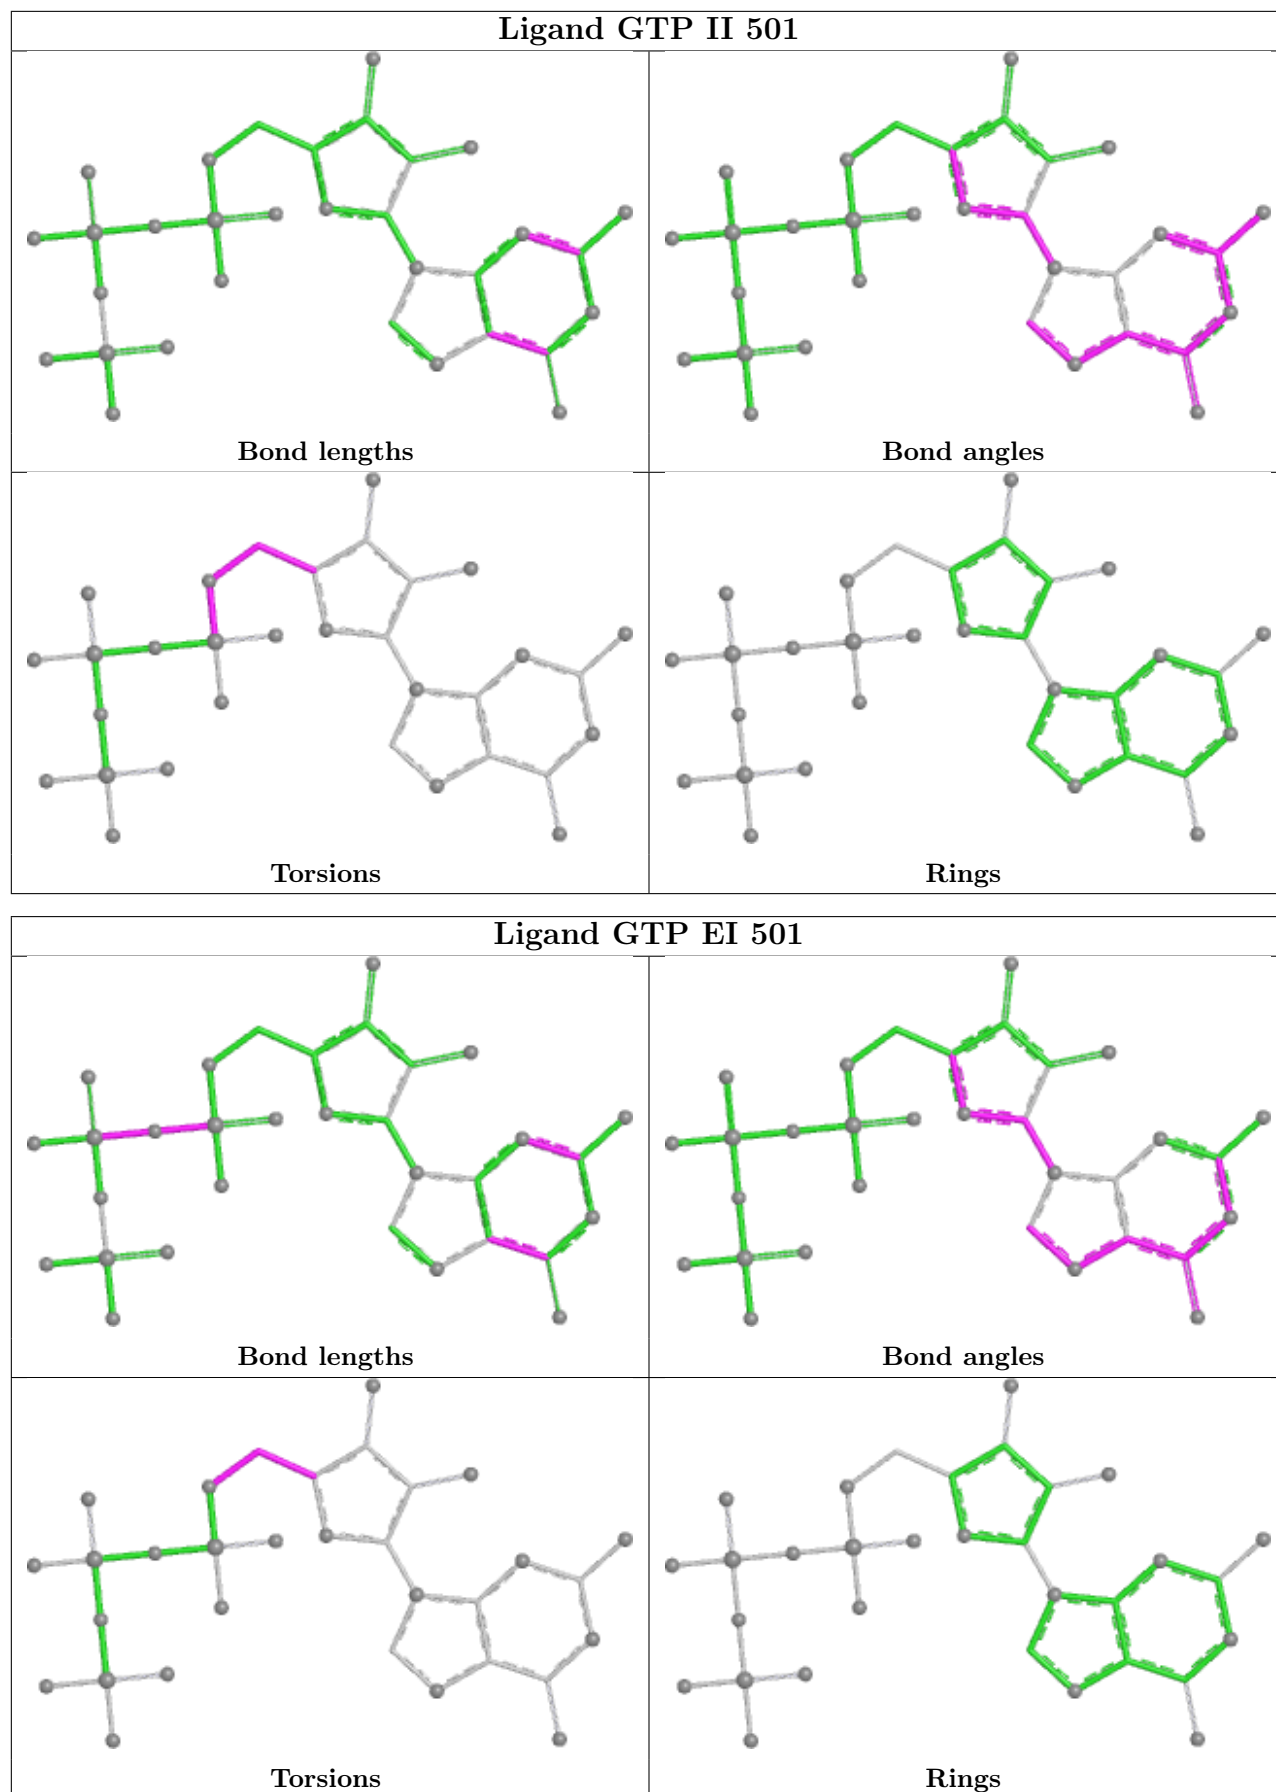 Ligand GTP II 501
Bond lengths
Bond angles
Torsions
Rings
Ligand GTP EI 501
Bond lengths
Bond angles
Torsions
Rings